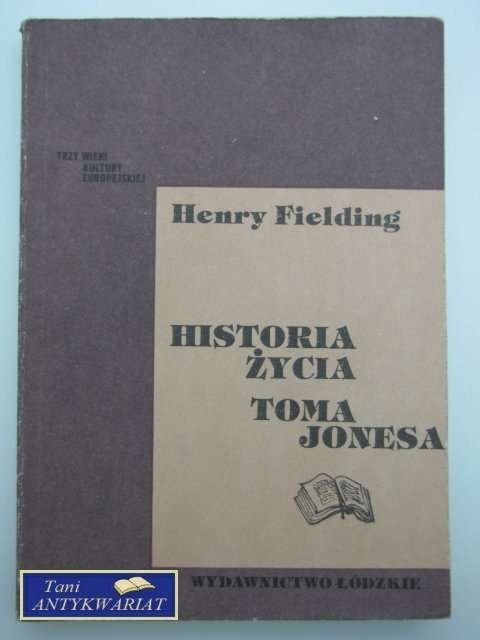 TRZY WIEKI
KULTURY
EUROPEJSKIEJ
Henry Fielding
HISTORIA
ŻYCIA
TOMA
JONESA
WYDAWNICTWO ŁÓDZKIE
Tani
ANTYKWARIAT